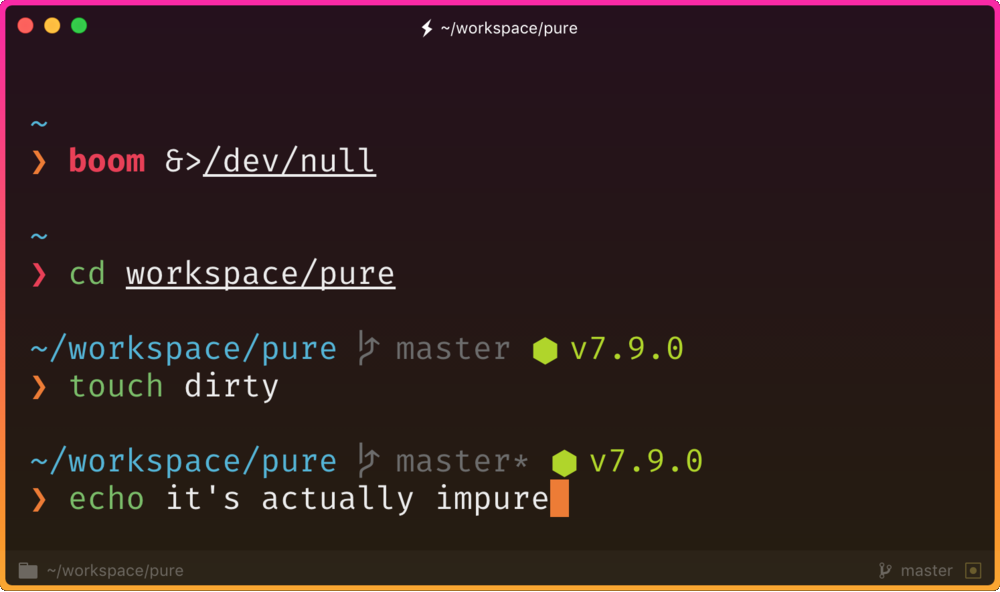 ~/workspace/pure
~
❯ boom &>/dev/null
~
❯ cd workspace/pure
~/workspace/pure master ⬢ v7.9.0
❯ touch dirty
~/workspace/pure master* ⬢ v7.9.0
❯ echo it's actually impure
~/workspace/pure master